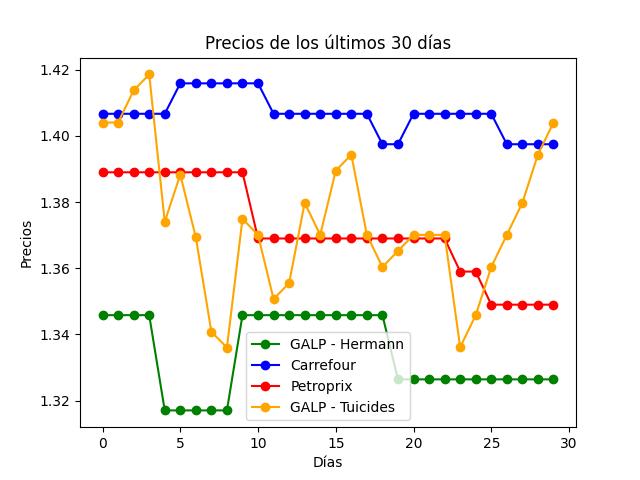 Precios de los últimos 30 días
1.42
1.40
1.38
1.36
1.34
1.32
Precios
GALP - Hermann
Carrefour
Petroprix
GALP - Tuicides
0 5 10 15 20 25 30
Días